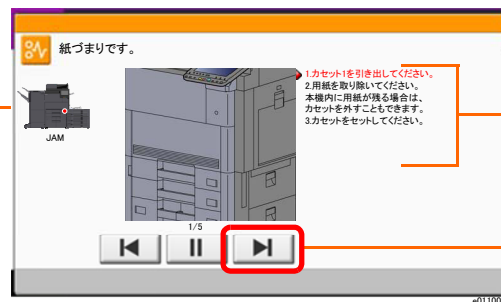 紙づまりです。
JAM
1.カセット1を引き出してください。
2.用紙を取り除いてください。
本機内に用紙が残る場合は、
カセットを外すこともできます。
3.カセットをセットしてください。
1/5
e01100